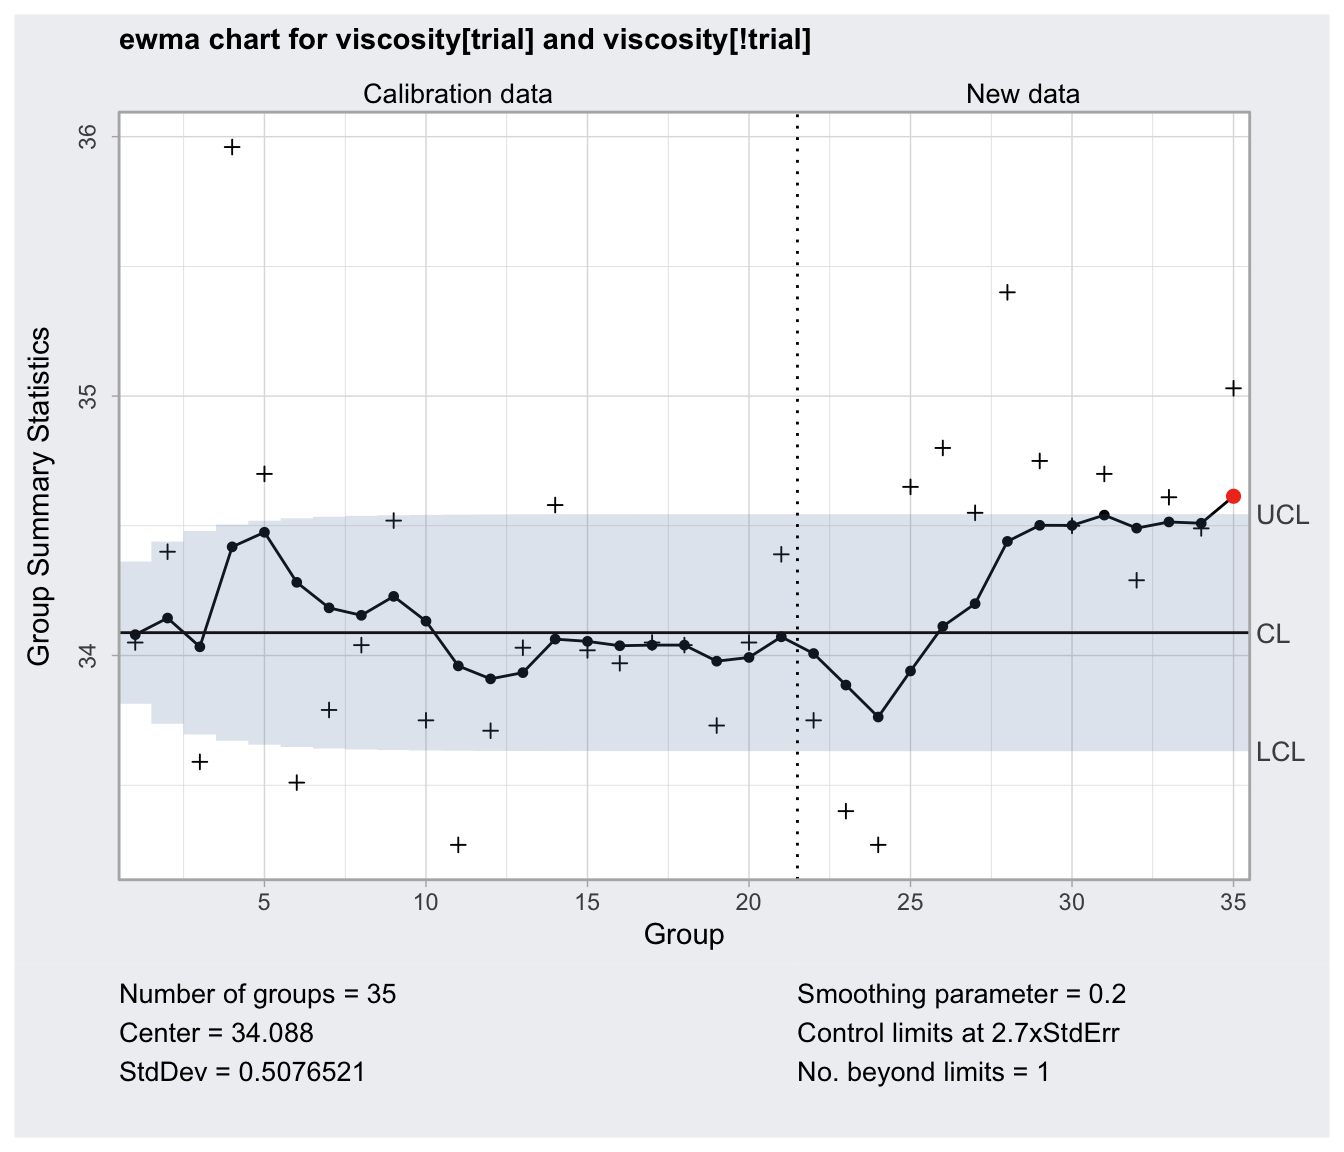 ewma chart for viscosity[trial] and viscosity[!trial]
Calibration data
New data
Group Summary Statistics
36
35
34
UCL
CL
LCL
5
10
15
20
25
30
35
Group
Number of groups = 35
Center = 34.088
StdDev = 0.5076521
Smoothing parameter = 0.2
Control limits at 2.7xStdErr
No. beyond limits = 1